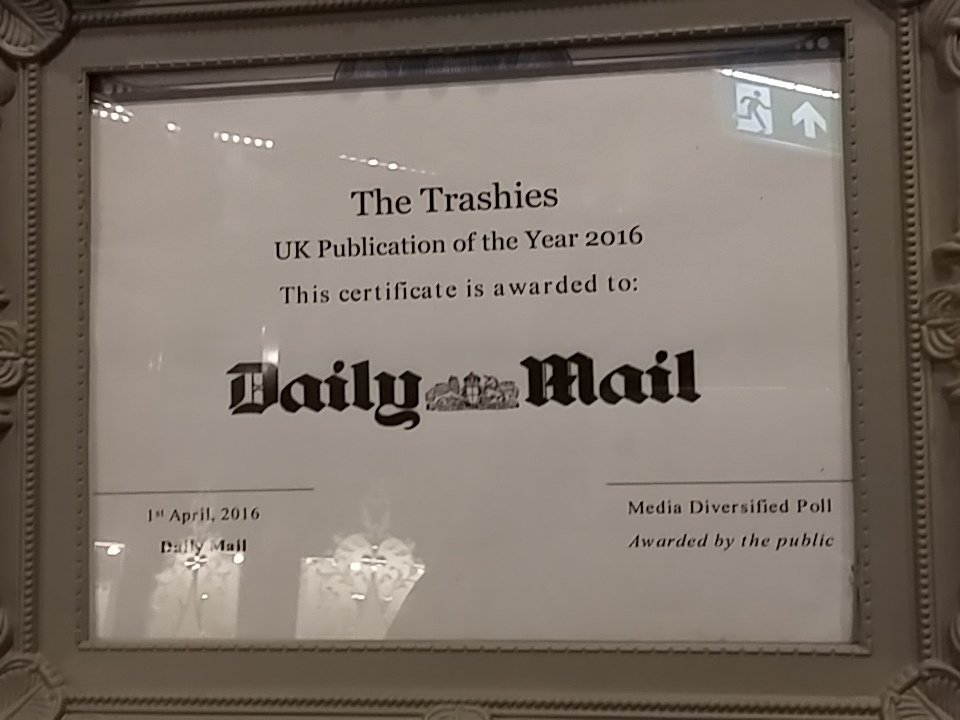 The Trashies
UK Publication of the Year 2016
This certificate is awarded to:
Daily Mail
1st April, 2016
Daily Mail
Media Diversified Poll
Awarded by the public